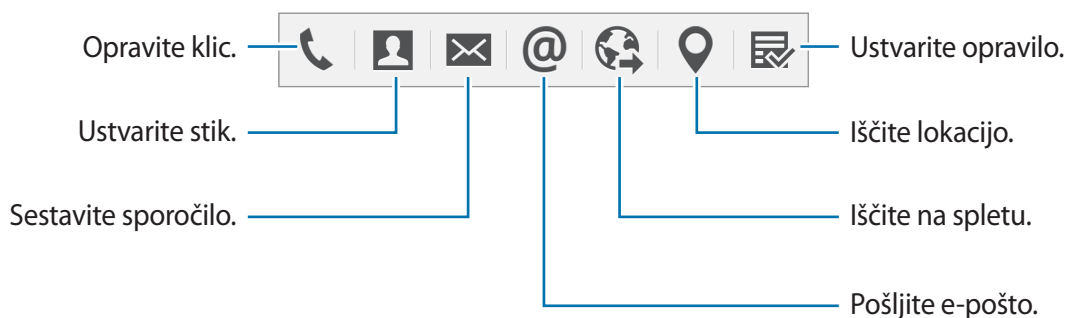 Opravite klic.
Ustvarite stik.
Sestavite sporočilo.
@
Ustvarite opravilo.
Iščite lokacijo.
Iščite na spletu.
Pošljite e-pošto.